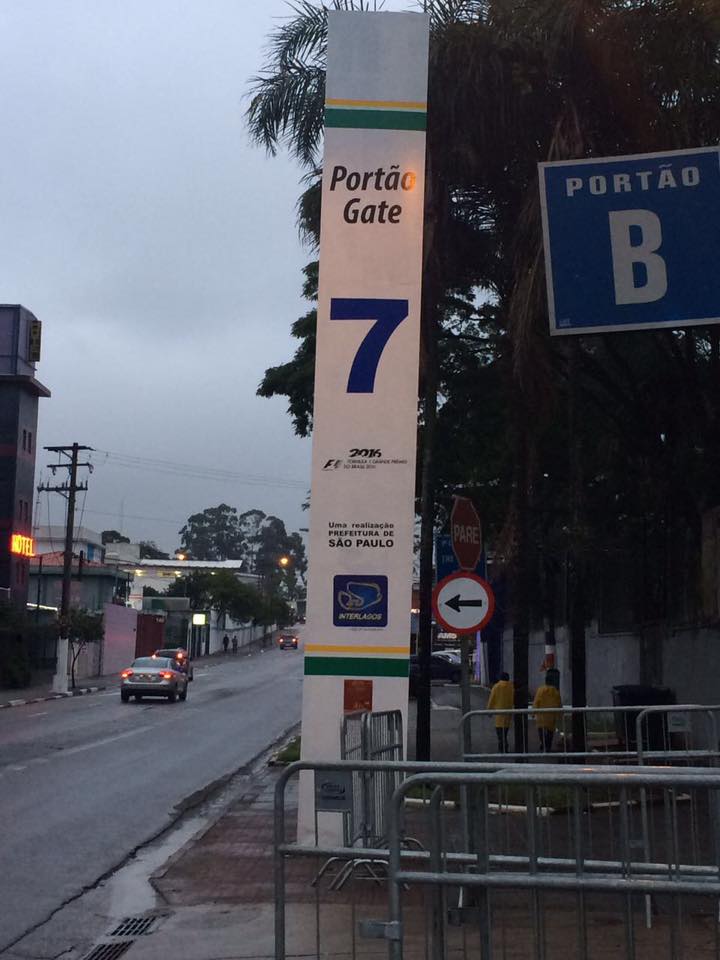 Portão
Gate
7
2016
F1 FORMULA 1 GRANDE PRÊMIO
DO BRASIL 2016
Uma realização
PREFEITURA DE
SÃO PAULO
INTERLAGOS
PORTÃO
B
PARE
HOTEL